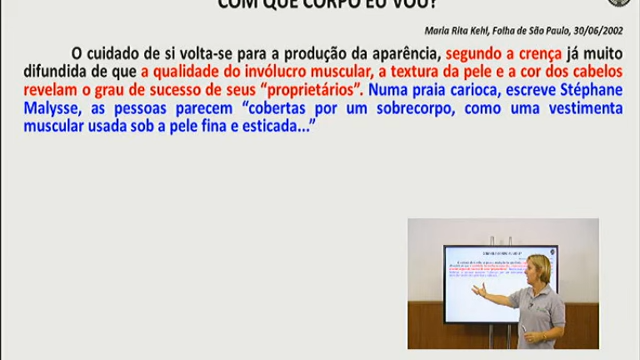 COM QUE CORPO EU VOU?
Maria Rita Kehl, Folha de São Paulo, 30/06/2002
O cuidado de si volta-se para a produção da aparência, segundo a crença já muito
difundida de que a qualidade do invólucro muscular, a textura da pele e a cor dos cabelos
revelam o grau de sucesso de seus “proprietários”. Numa praia carioca, escreve Stéphane
Malysse, as pessoas parecem “cobertas por um sobrecorpo, como uma vestimenta
muscular usada sob a pele fina e esticada...”